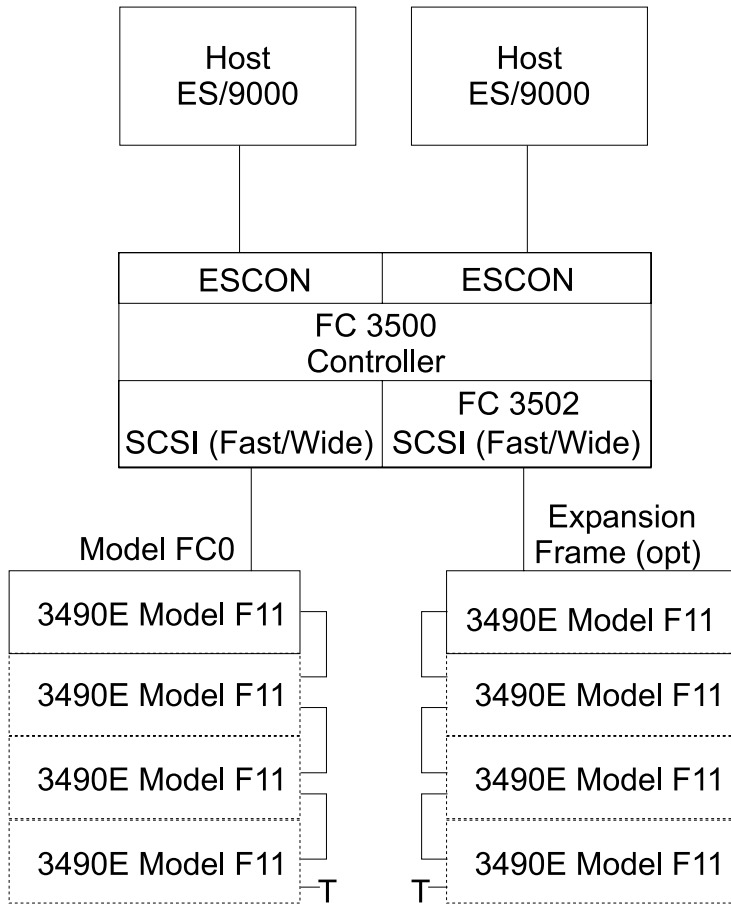 Host
ES/9000
Host
ES/9000
ESCON
ESCON
FC 3500
Controller
SCSI (Fast/Wide)
FC 3502
SCSI (Fast/Wide)
Model FC0
Expansion
Frame (opt)
3490E Model F11
3490E Model F11
3490E Model F11
3490E Model F11
T
3490E Model F11
3490E Model F11
3490E Model F11
3490E Model F11
T